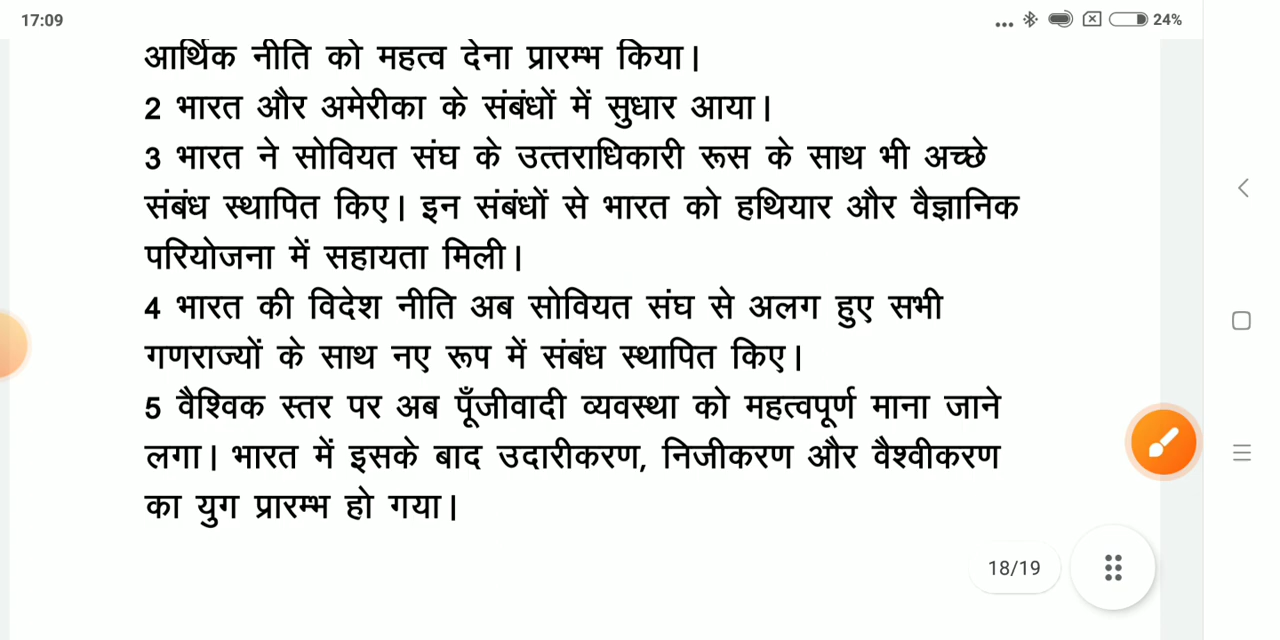 17:09
24%
आर्थिक नीति को महत्व देना प्रारम्भ किया।
2 भारत और अमेरीका के संबंधों में सुधार आया।
3 भारत ने सोवियत संघ के उत्तराधिकारी रूस के साथ भी अच्छे
संबंध स्थापित किए। इन संबंधों से भारत को हथियार और वैज्ञानिक
परियोजना में सहायता मिली।
4 भारत की विदेश नीति अब सोवियत संघ से अलग हुए सभी
गणराज्यों के साथ नए रूप में संबंध स्थापित किए।
5 वैश्विक स्तर पर अब पूँजीवादी व्यवस्था को महत्वपूर्ण माना जाने
लगा। भारत में इसके बाद उदारीकरण, निजीकरण और वैश्वीकरण
का युग प्रारम्भ हो गया।
18/19